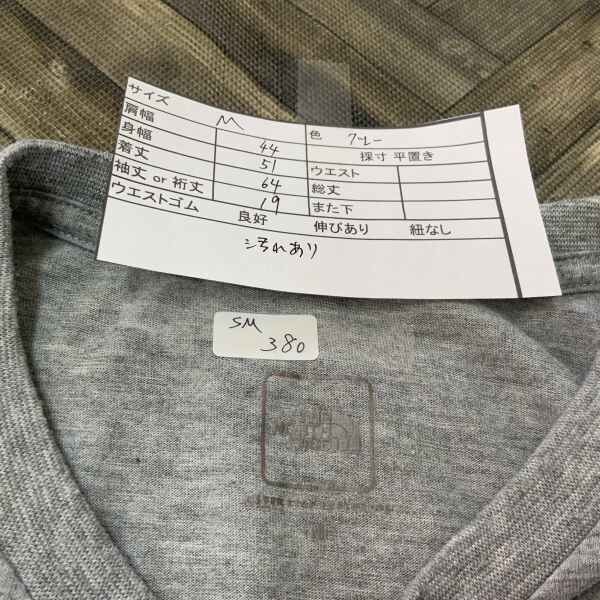 サイズ M 色 グレー
肩幅 44 採寸 平置き
身幅 51 ウエスト
着丈 64 総丈
袖丈 or 裄丈 19 また下
ウエストゴム 良好 伸びあり 紐なし
汚れあり
SM
380
THE
NORTH
FACE
NEVER STOP EXPLORING
M